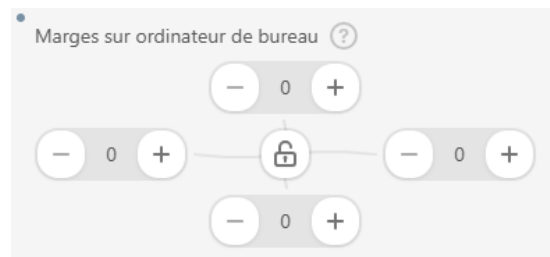 Marges sur ordinateur de bureau ?
− 0 +
− 0 + − 0 +
− 0 +